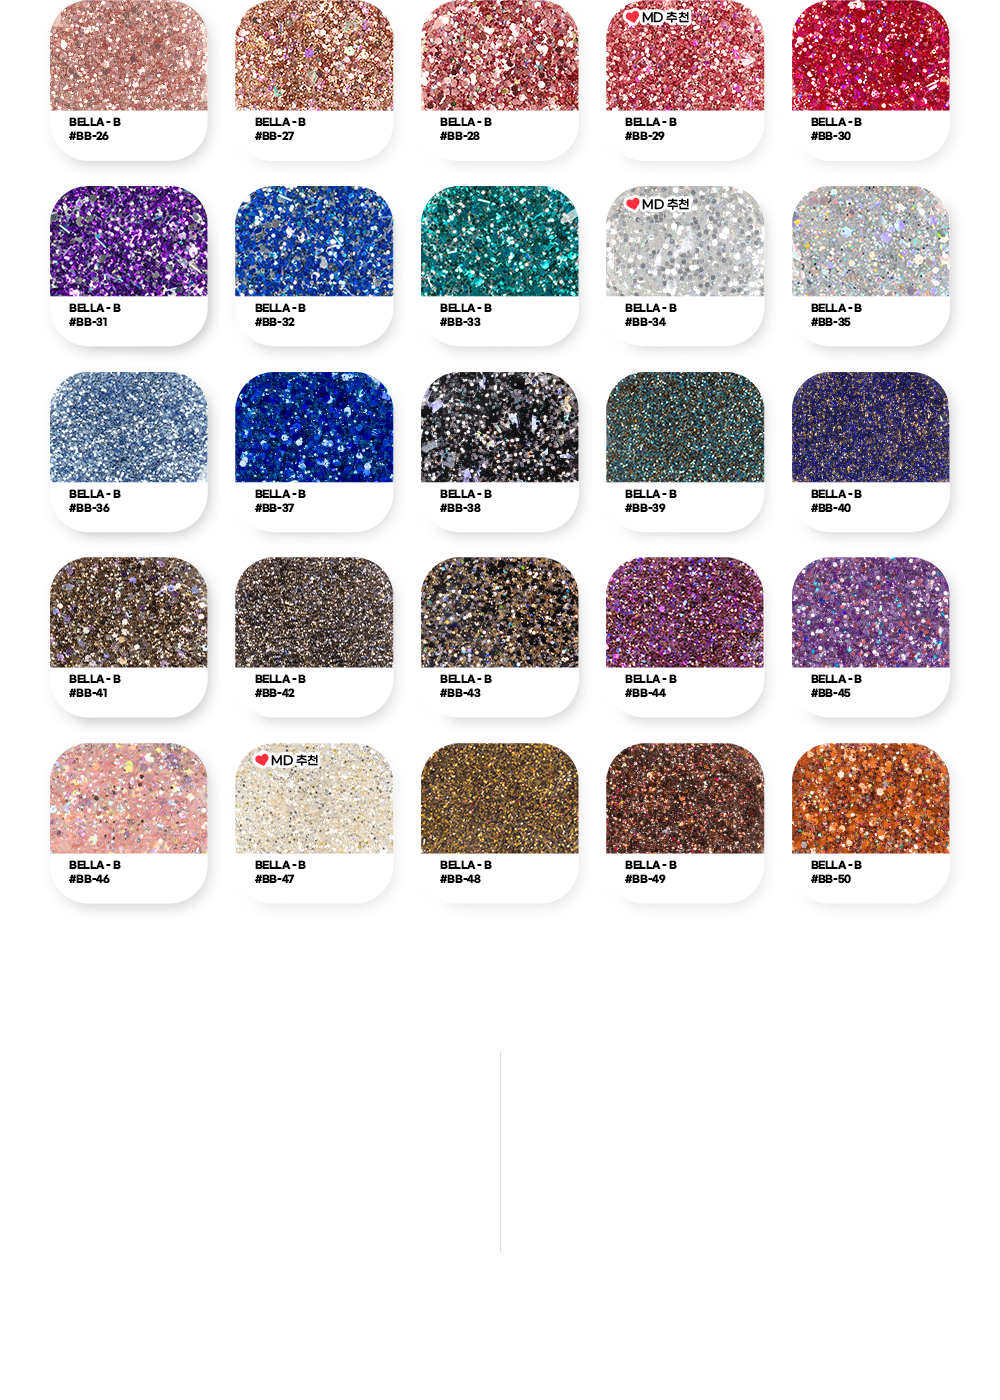 BELLA - B
#BB-26
BELLA - B
#BB-27
BELLA - B
#BB-28
MD 추천
BELLA - B
#BB-29
BELLA - B
#BB-30
BELLA - B
#BB-31
BELLA - B
#BB-32
BELLA - B
#BB-33
MD 추천
BELLA - B
#BB-34
BELLA - B
#BB-35
BELLA - B
#BB-36
BELLA - B
#BB-37
BELLA - B
#BB-38
BELLA - B
#BB-39
BELLA - B
#BB-40
BELLA - B
#BB-41
BELLA - B
#BB-42
BELLA - B
#BB-43
BELLA - B
#BB-44
BELLA - B
#BB-45
BELLA - B
#BB-46
MD 추천
BELLA - B
#BB-47
BELLA - B
#BB-48
BELLA - B
#BB-49
BELLA - B
#BB-50